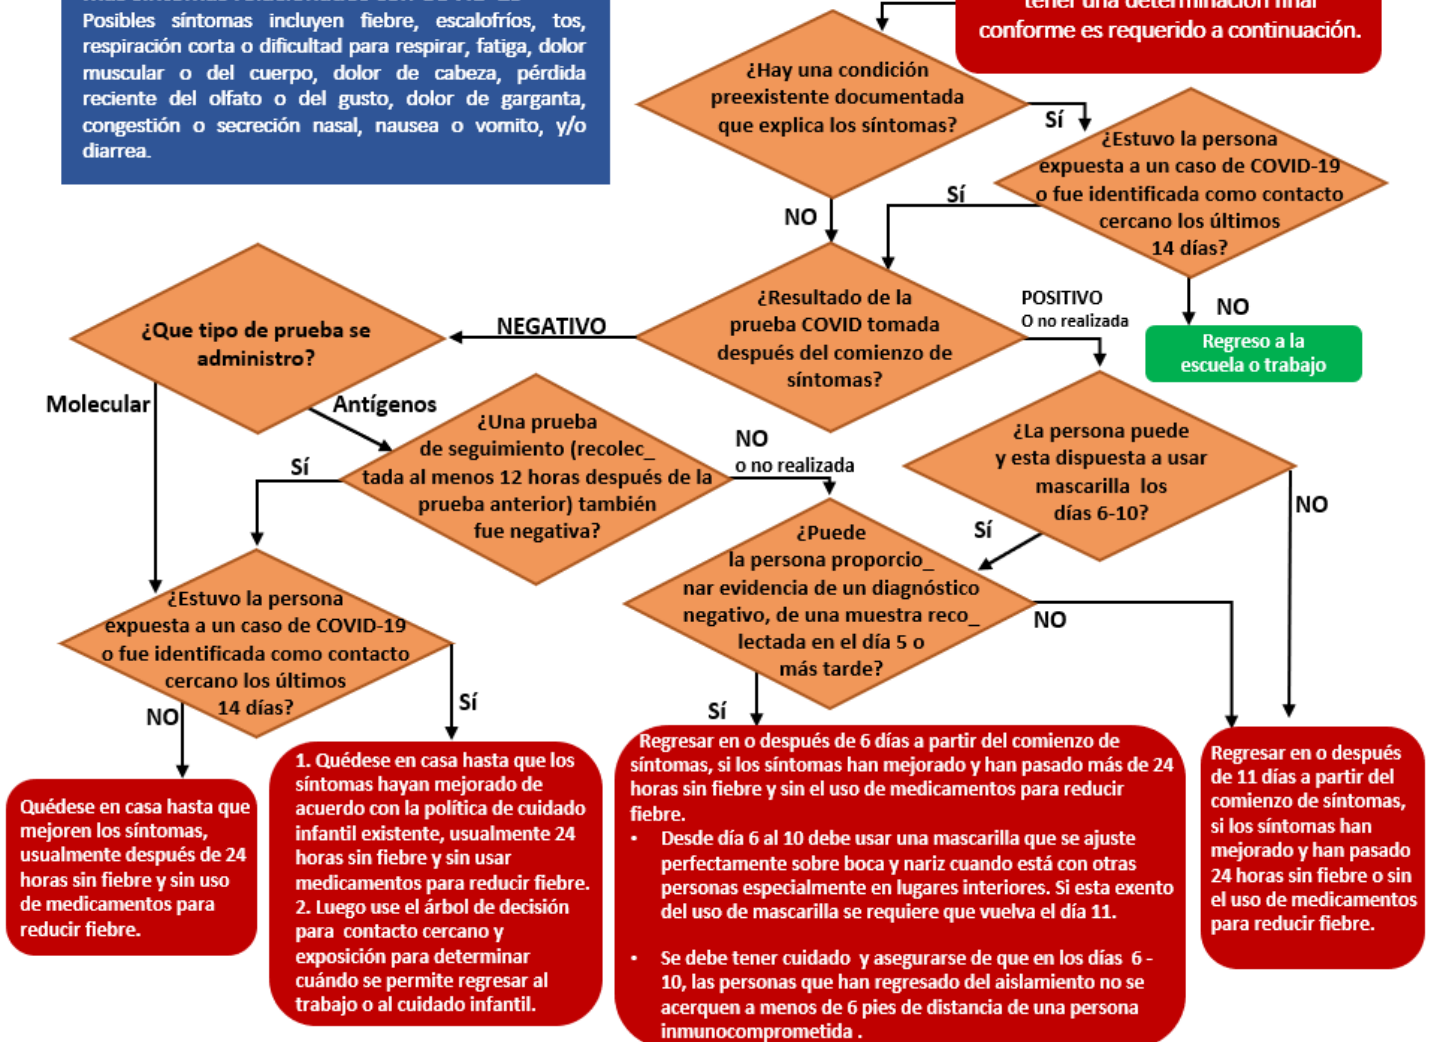 Posibles síntomas incluyen fiebre, escalofríos, tos,
respiración corta o dificultad para respirar, fatiga, dolor
muscular o del cuerpo, dolor de cabeza, pérdida
reciente del olfato o del gusto, dolor de garganta,
congestión o secreción nasal, nausea o vomito, y/o
diarrea.
tener una determinación final
conforme es requerido a continuación.
¿Hay una condición
preexistente documentada
que explica los síntomas?
Sí
¿Estuvo la persona
expuesta a un caso de COVID-19
o fue identificada como contacto
cercano los últimos
14 días?
Sí
NO
NO
Regreso a la
escuela o trabajo
¿Resultado de la
prueba COVID tomada
después del comienzo de
síntomas?
POSITIVO
O no realizada
NEGATIVO
¿Que tipo de prueba se
administro?
Molecular
Antígenos
¿Una prueba
de seguimiento (recolec_
tada al menos 12 horas después de la
prueba anterior) también
fue negativa?
Sí
NO
o no realizada
¿La persona puede
y esta dispuesta a usar
mascarilla los
días 6-10?
Sí
NO
¿Puede
la persona proporcio_
nar evidencia de un diagnóstico
negativo, de una muestra reco_
lectada en el día 5 o
más tarde?
NO
Sí
¿Estuvo la persona
expuesta a un caso de COVID-19
o fue identificada como contacto
cercano los últimos
14 días?
NO
Sí
Quédese en casa hasta que
mejoren los síntomas,
usualmente después de 24
horas sin fiebre y sin uso
de medicamentos para
reducir fiebre.
1. Quédese en casa hasta que los
síntomas hayan mejorado de
acuerdo con la política de cuidado
infantil existente, usualmente 24
horas sin fiebre y sin usar
medicamentos para reducir fiebre.
2. Luego use el árbol de decisión
para contacto cercano y
exposición para determinar
cuándo se permite regresar al
trabajo o al cuidado infantil.
Regresar en o después de 6 días a partir del comienzo de
síntomas, si los síntomas han mejorado y han pasado más de 24
horas sin fiebre y sin el uso de medicamentos para reducir
fiebre.
• Desde día 6 al 10 debe usar una mascarilla que se ajuste
perfectamente sobre boca y nariz cuando está con otras
personas especialmente en lugares interiores. Si esta exento
del uso de mascarilla se requiere que vuelva el día 11.
• Se debe tener cuidado y asegurarse de que en los días 6 -
10, las personas que han regresado del aislamiento no se
acerquen a menos de 6 pies de distancia de una persona
inmunocomprometida .
Regresar en o después
de 11 días a partir del
comienzo de síntomas,
si los síntomas han
mejorado y han pasado
24 horas sin fiebre o sin
el uso de medicamentos
para reducir fiebre.